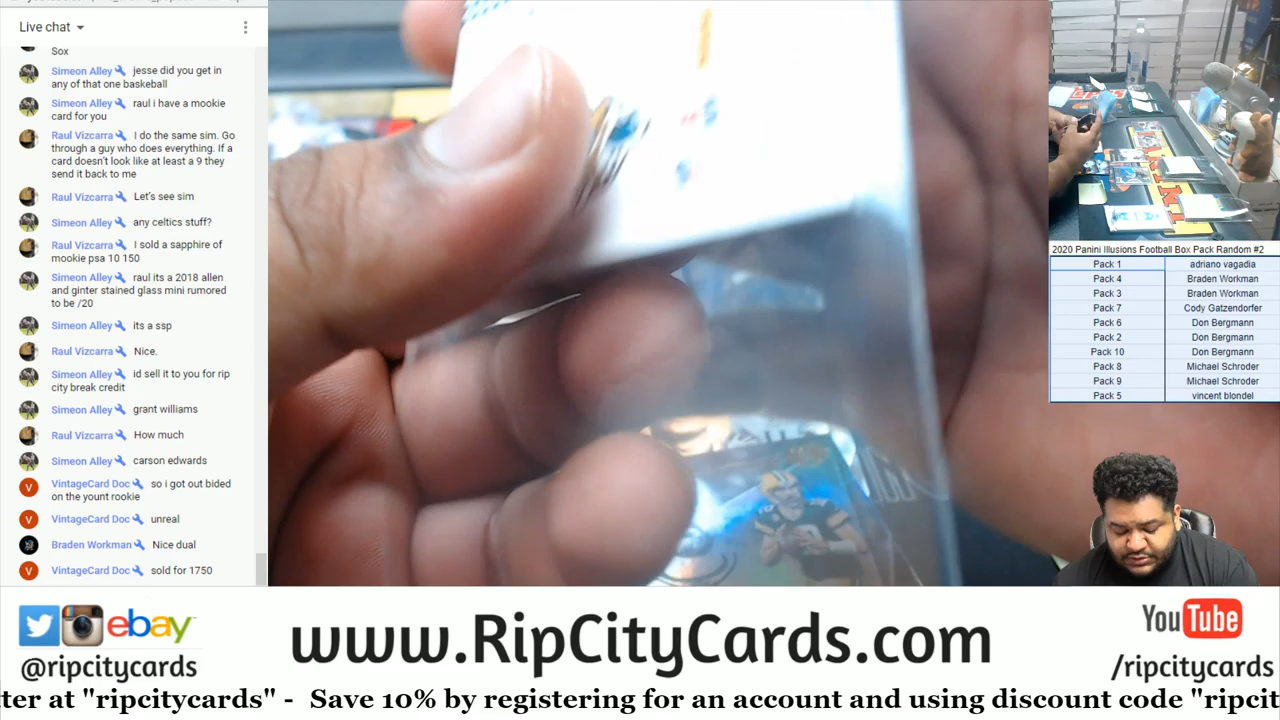 Live chat
Sox
Simeon Alley jesse did you get in
any of that one baskeball
Simeon Alley raul i have a mookie
card for you
Raul Vizcarra I do the same sim. Go
through a guy who does everything. If a
card doesn't look like at least a 9 they
send it back to me
Raul Vizcarra Let's see sim
Simeon Alley any celtics stuff?
Raul Vizcarra I sold a sapphire of
mookie psa 10 150
Simeon Alley raul its a 2018 allen
and ginter stained glass mini rumored
to be /20
Simeon Alley its a ssp
Raul Vizcarra Nice.
Simeon Alley id sell it to you for rip
city break credit
Simeon Alley grant williams
Raul Vizcarra How much
Simeon Alley carson edwards
V VintageCard Doc so i got out bided
on the yount rookie
V VintageCard Doc unreal
Braden Workman Nice dual
V VintageCard Doc sold for 1750
2020 Panini Illusions Football Box Pack Random #2
Pack 1 adriano vagadia
Pack 4 Braden Workman
Pack 3 Braden Workman
Pack 7 Cody Gatzendorfer
Pack 6 Don Bergmann
Pack 2 Don Bergmann
Pack 10 Don Bergmann
Pack 8 Michael Schroder
Pack 9 Michael Schroder
Pack 5 vincent blondel
ebay
@ripcitycards
www.RipCityCards.com
YouTube
/ripcitycards
tter at "ripcitycards" - Save 10% by registering for an account and using discount code "ripcit